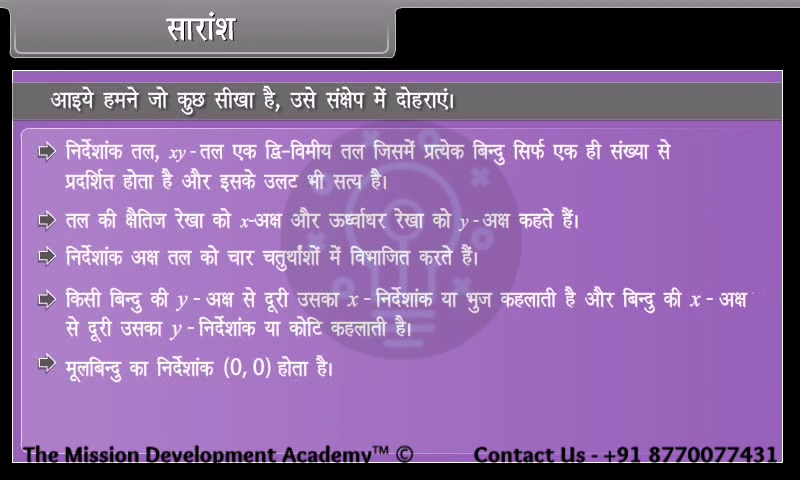 सारांश
आइये हमने जो कुछ सीखा है, उसे संक्षेप में दोहराएं।
निर्देशांक तल, xy - तल एक द्वि-विमीय तल जिसमें प्रत्येक बिन्दु सिर्फ एक ही संख्या से
प्रदर्शित होता है और इसके उलट भी सत्य है।
तल की क्षैतिज रेखा को x-अक्ष और ऊर्ध्वाधर रेखा को y - अक्ष कहते हैं।
निर्देशांक अक्ष तल को चार चतुर्थांशों में विभाजित करते हैं।
किसी बिन्दु की y - अक्ष से दूरी उसका x - निर्देशांक या भुज कहलाती है और बिन्दु की x - अक्ष
से दूरी उसका y - निर्देशांक या कोटि कहलाती है।
मूलबिन्दु का निर्देशांक (0, 0) होता है।
The Mission Development Academy™ © Contact Us - +91 8770077431